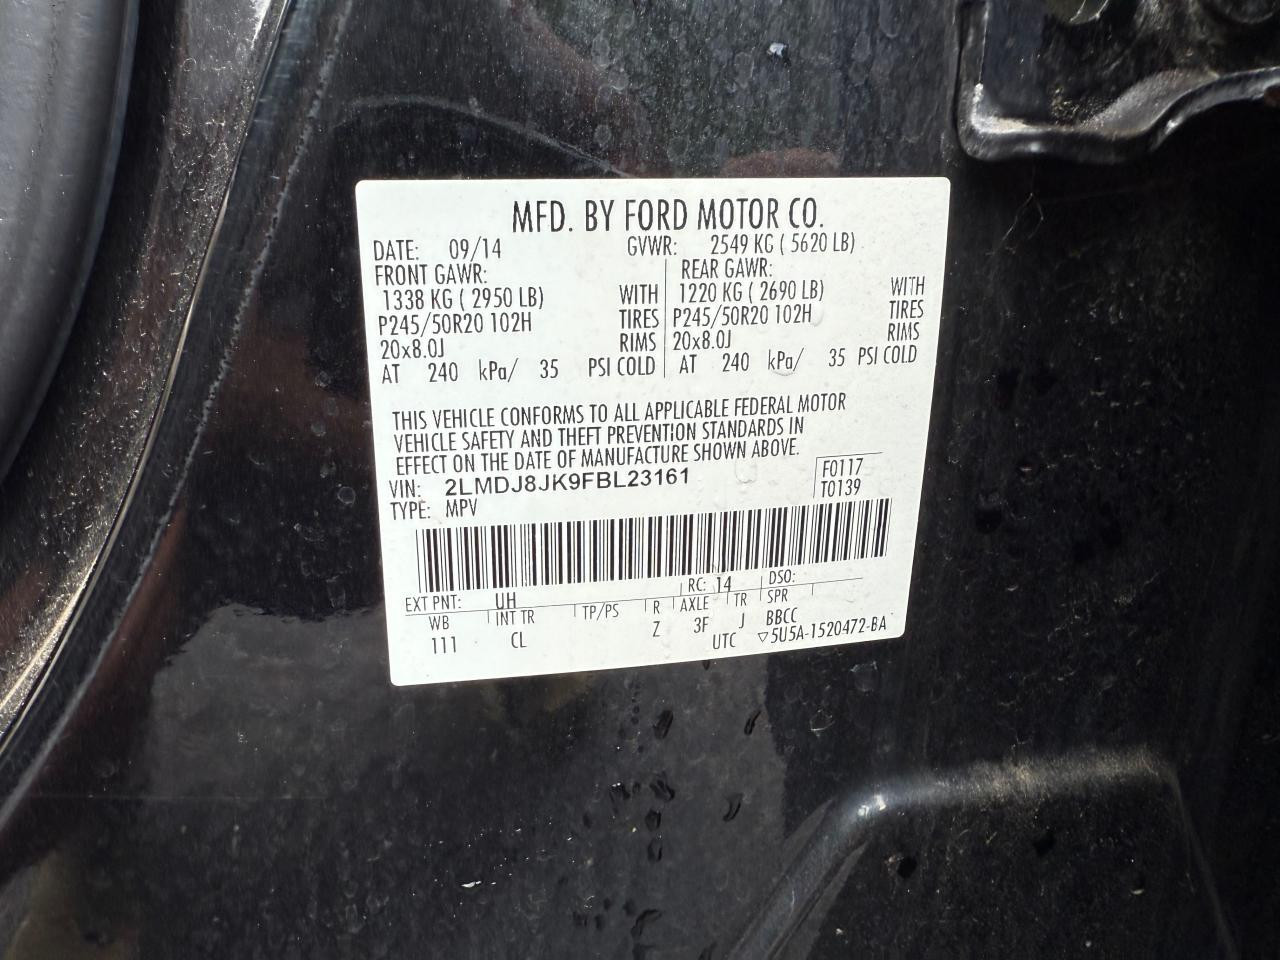 MFD. BY FORD MOTOR CO.
DATE: 09/14 GVWR: 2549 KG ( 5620 LB)
FRONT GAWR: REAR GAWR:
1338 KG ( 2950 LB) WITH 1220 KG ( 2690 LB) WITH
P245/50R20 102H TIRES P245/50R20 102H TIRES
20x8.0J RIMS 20x8.0J RIMS
AT 240 kPa/ 35 PSI COLD AT 240 kPa/ 35 PSI COLD
THIS VEHICLE CONFORMS TO ALL APPLICABLE FEDERAL MOTOR
VEHICLE SAFETY AND THEFT PREVENTION STANDARDS IN
EFFECT ON THE DATE OF MANUFACTURE SHOWN ABOVE.
VIN: 2LMDJ8JK9FBL23161 F0117
TYPE: MPV T0139
EXT PNT: UH RC: 14 DSO:
WB INT TR TP/PS R AXLE TR SPR
111 CL Z 3F J BBCC
UTC ▽5U5A-1520472-BA